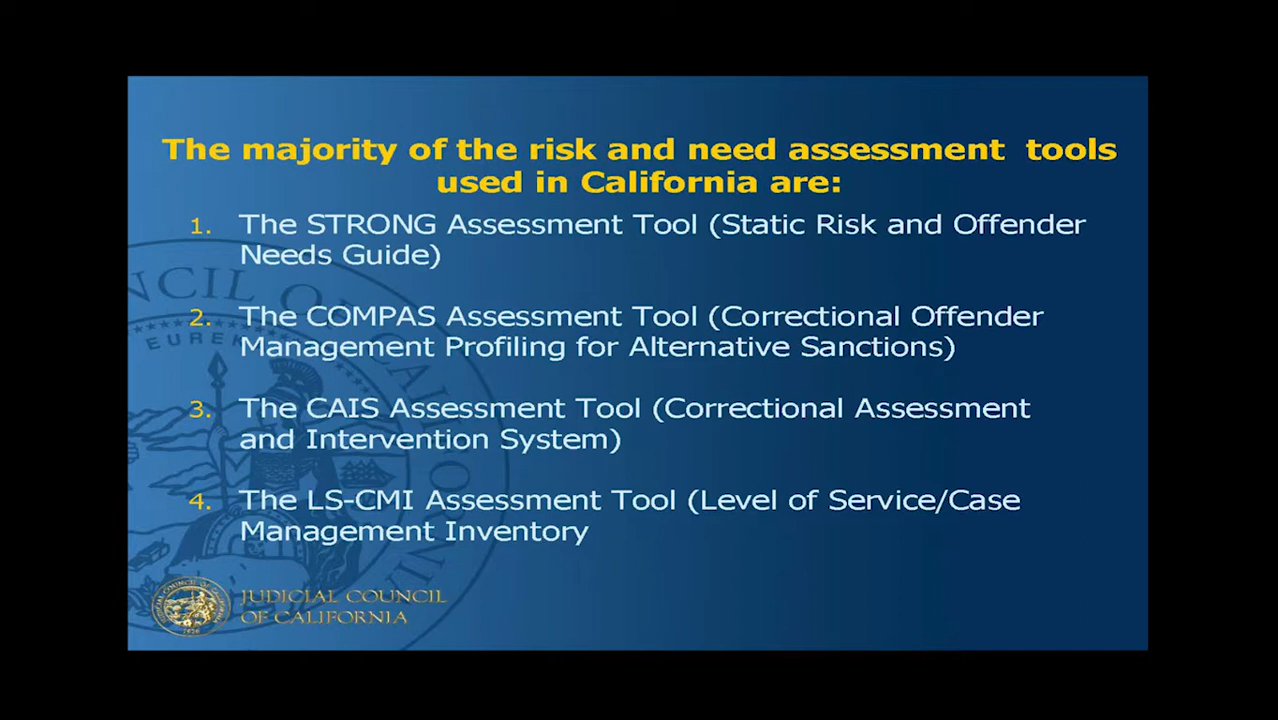 The majority of the risk and need assessment tools
used in California are:
1. The STRONG Assessment Tool (Static Risk and Offender
Needs Guide)
2. The COMPAS Assessment Tool (Correctional Offender
Management Profiling for Alternative Sanctions)
3. The CAIS Assessment Tool (Correctional Assessment
and Intervention System)
4. The LS-CMI Assessment Tool (Level of Service/Case
Management Inventory
JUDICIAL COUNCIL
OF CALIFORNIA